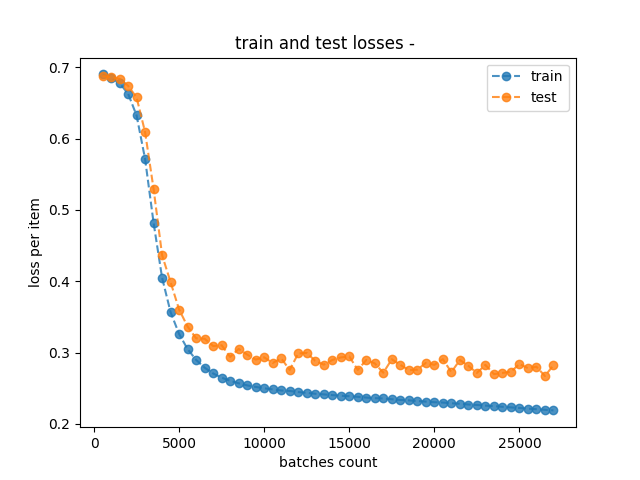 train and test losses -
0.7
0.6
0.5
0.4
0.3
0.2
loss per item
train
test
0
5000
10000
15000
20000
25000
batches count